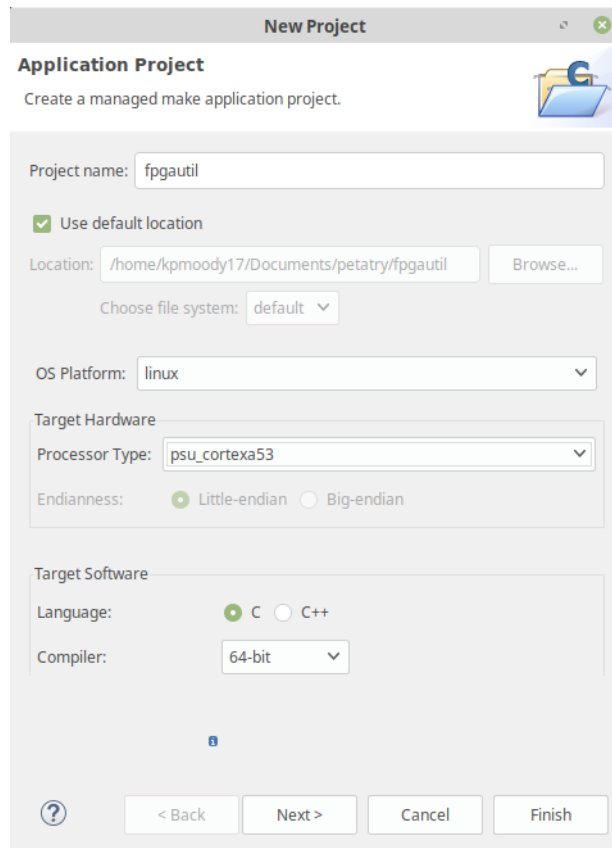 New Project
Application Project
Create a managed make application project.
Project name: fpgautil
Use default location
Location: /home/kpmoody17/Documents/petatry/fpgautil Browse...
Choose file system: default
OS Platform: linux
Target Hardware
Processor Type: psu_cortexa53
Endianness: Little-endian Big-endian
Target Software
Language: C C++
Compiler: 64-bit
< Back Next > Cancel Finish